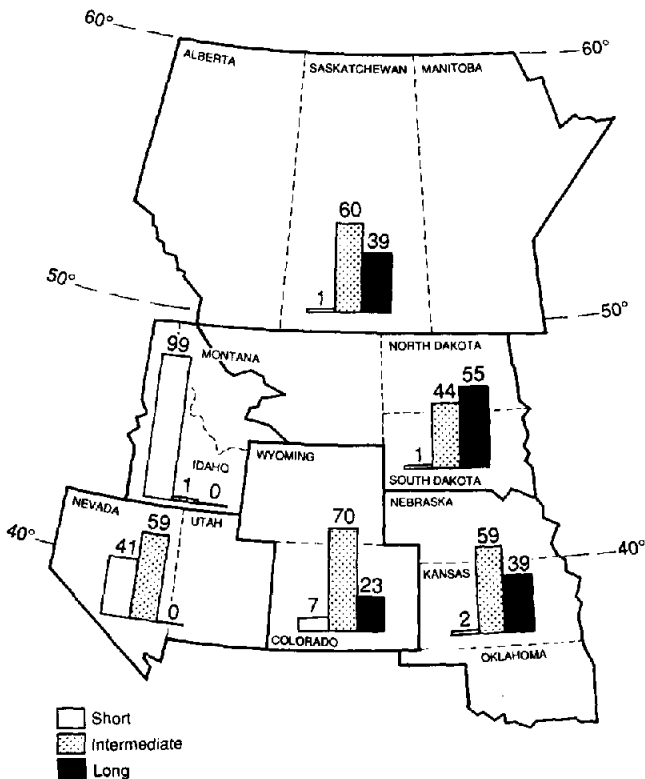 60°
60°
ALBERTA
SASKATCHEWAN
MANITOBA
60
39
1
50°
50°
99
MONTANA
NORTH DAKOTA
55
44
1
IDAHO
WYOMING
1
0
SOUTH DAKOTA
NEVADA
UTAH
NEBRASKA
40°
40°
59
41
0
70
23
7
59
39
2
KANSAS
COLORADO
OKLAHOMA
Short
Intermediate
Long